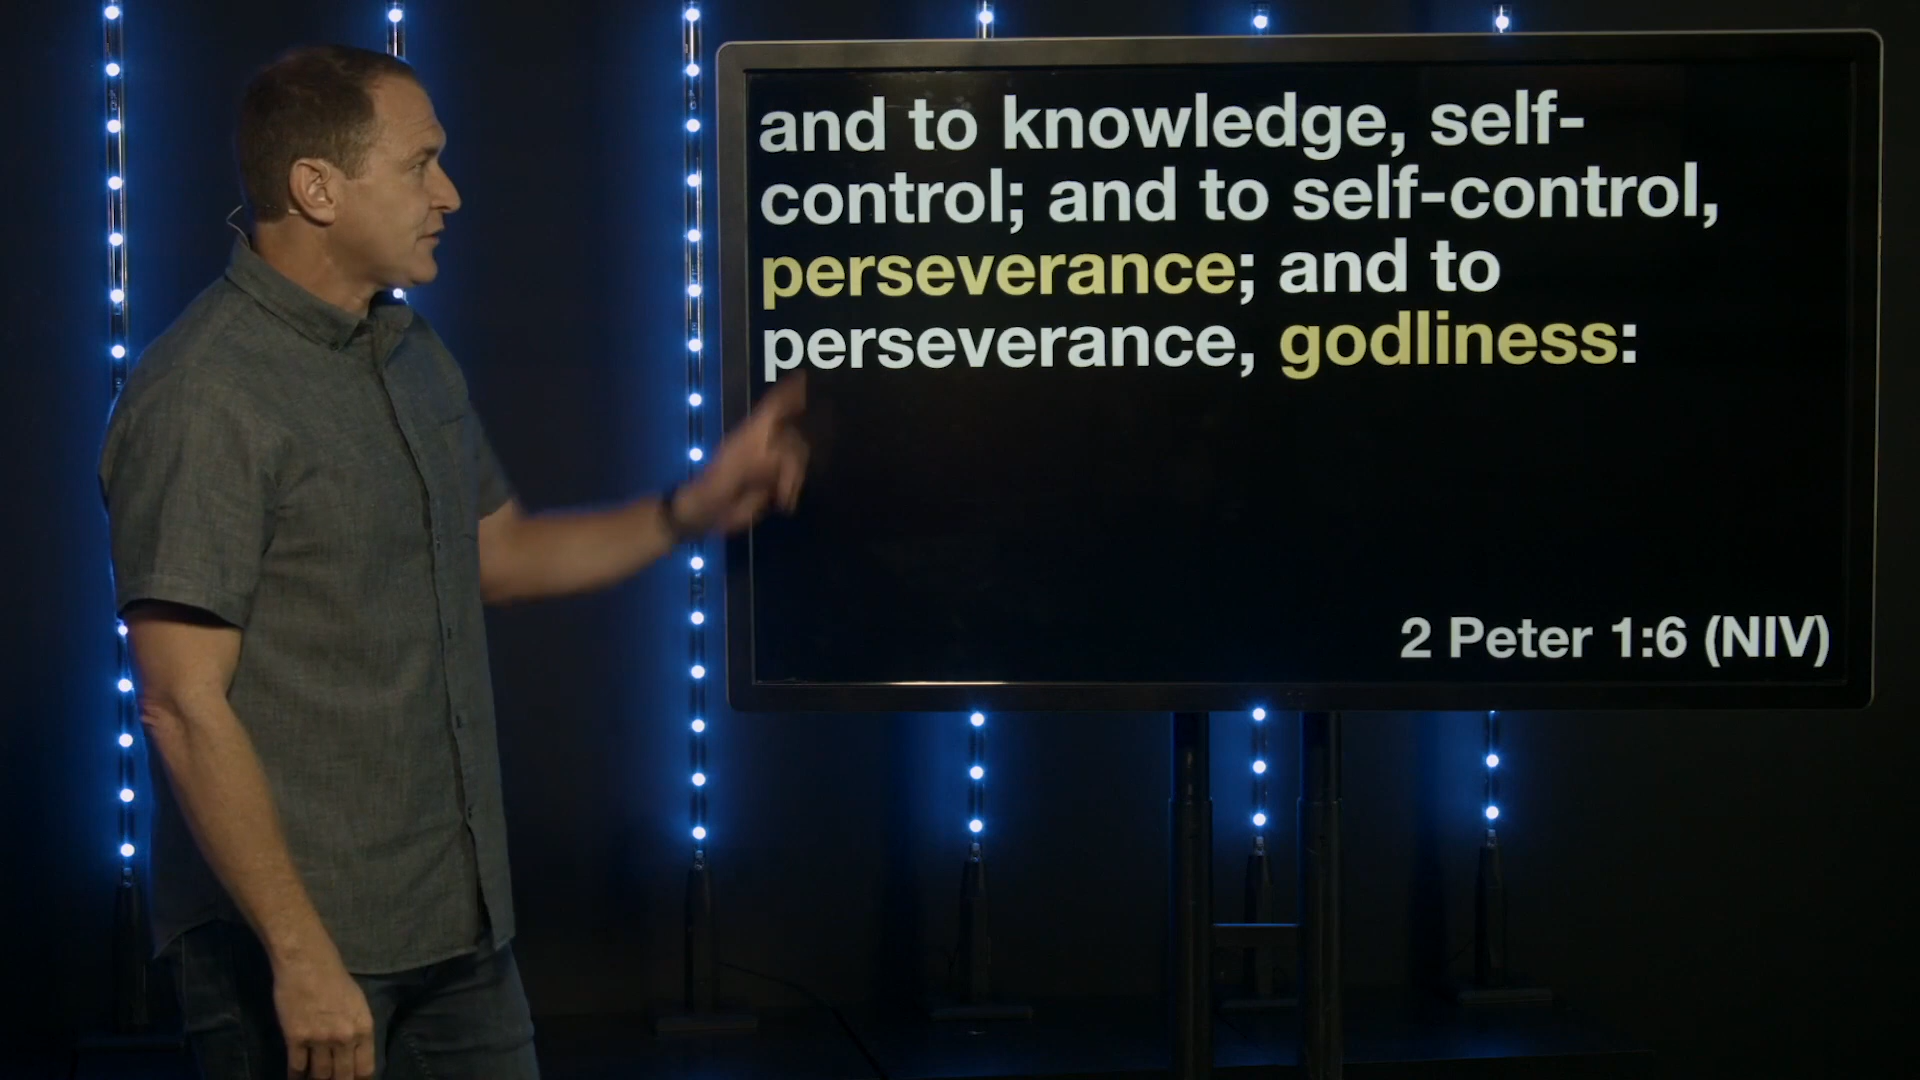 and to knowledge, self-
control; and to self-control,
perseverance; and to
perseverance, godliness:
2 Peter 1:6 (NIV)